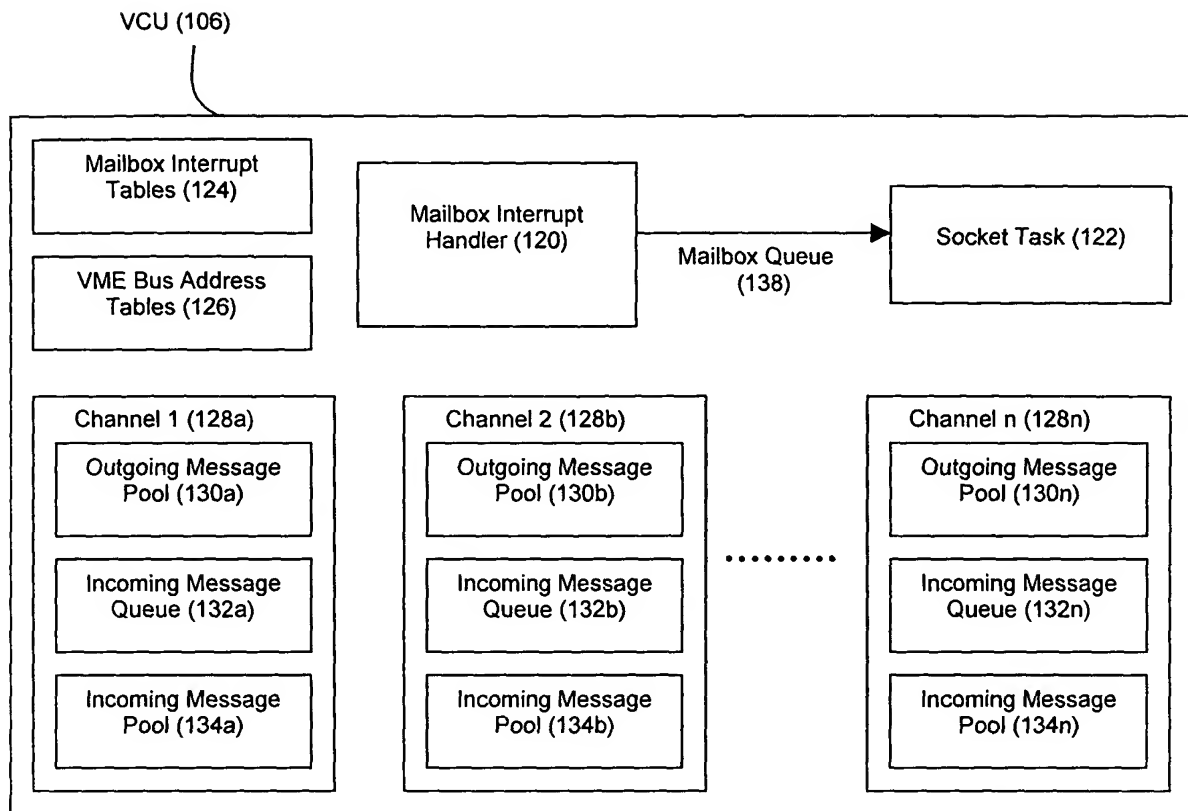 VCU (106)
Mailbox Interrupt
Tables (124)
VME Bus Address
Tables (126)
Mailbox Interrupt
Handler (120)
Mailbox Queue
(138)
Socket Task (122)
Channel 1 (128a)
Outgoing Message
Pool (130a)
Incoming Message
Queue (132a)
Incoming Message
Pool (134a)
Channel 2 (128b)
Outgoing Message
Pool (130b)
Incoming Message
Queue (132b)
Incoming Message
Pool (134b)
Channel n (128n)
Outgoing Message
Pool (130n)
Incoming Message
Queue (132n)
Incoming Message
Pool (134n)